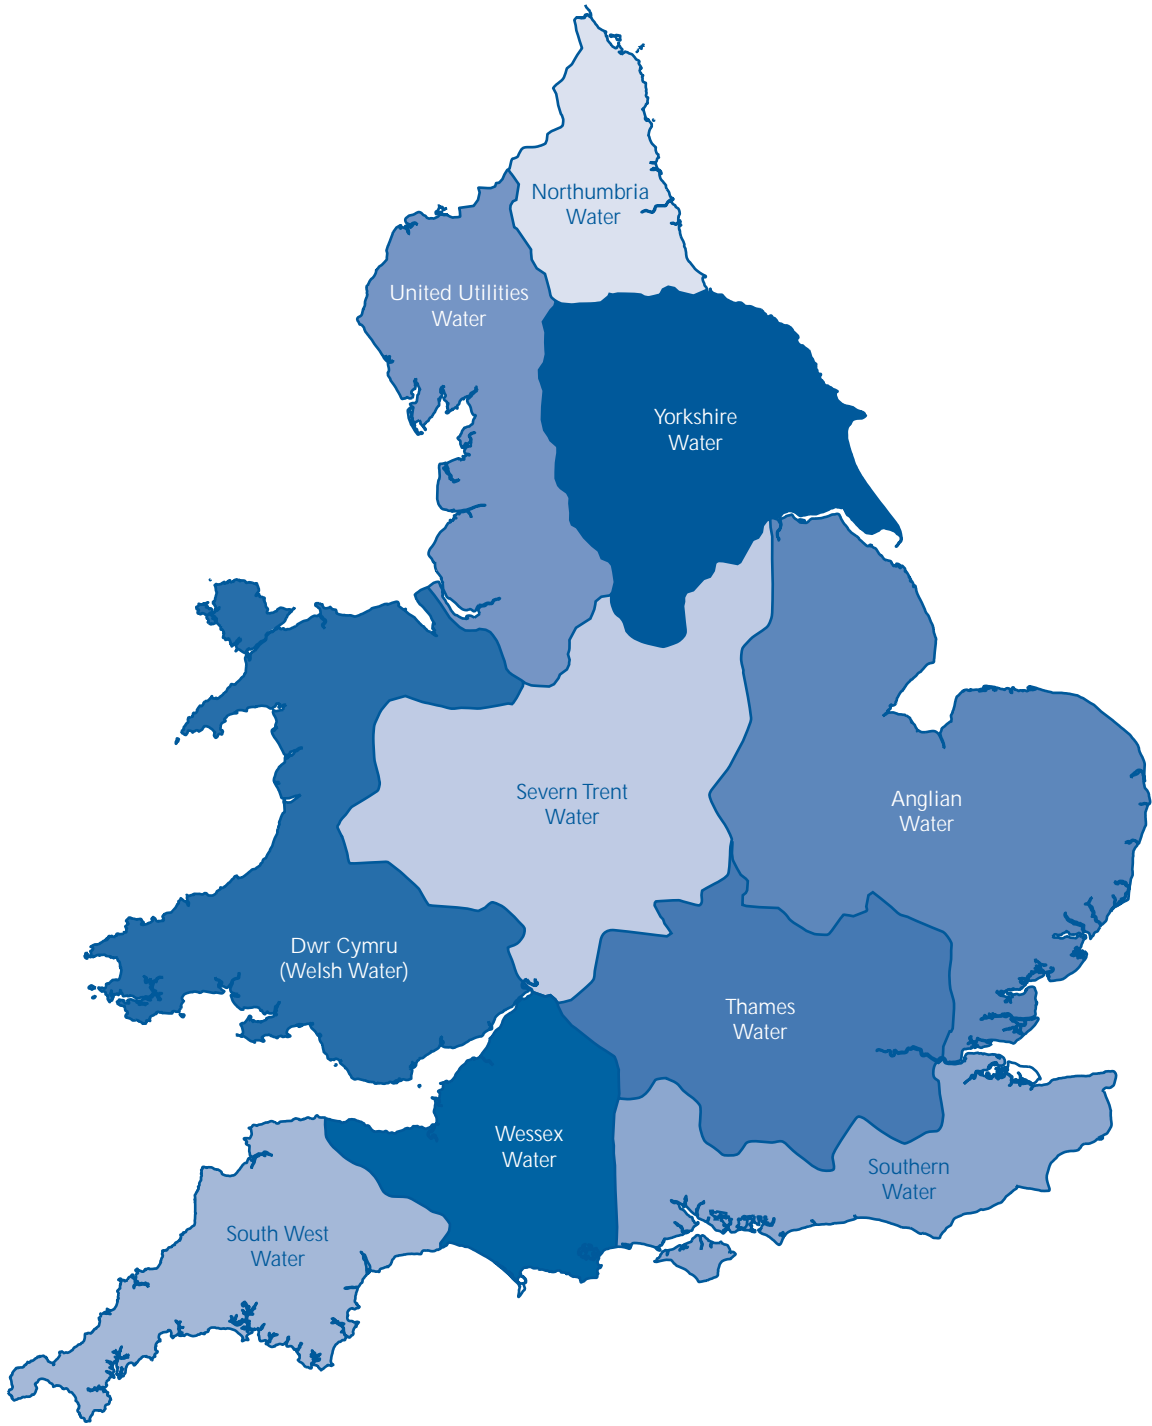 Northumbria
Water
United Utilities
Water
Yorkshire
Water
Severn Trent
Water
Anglian
Water
Dwr Cymru
(Welsh Water)
Thames
Water
Wessex
Water
Southern
Water
South West
Water